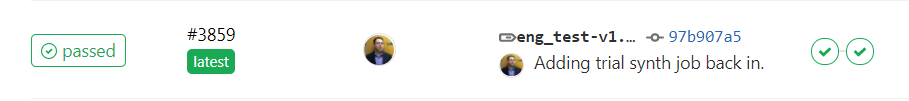 passed
#3859
latest
eng_test-v1.… 97b907a5
Adding trial synth job back in.